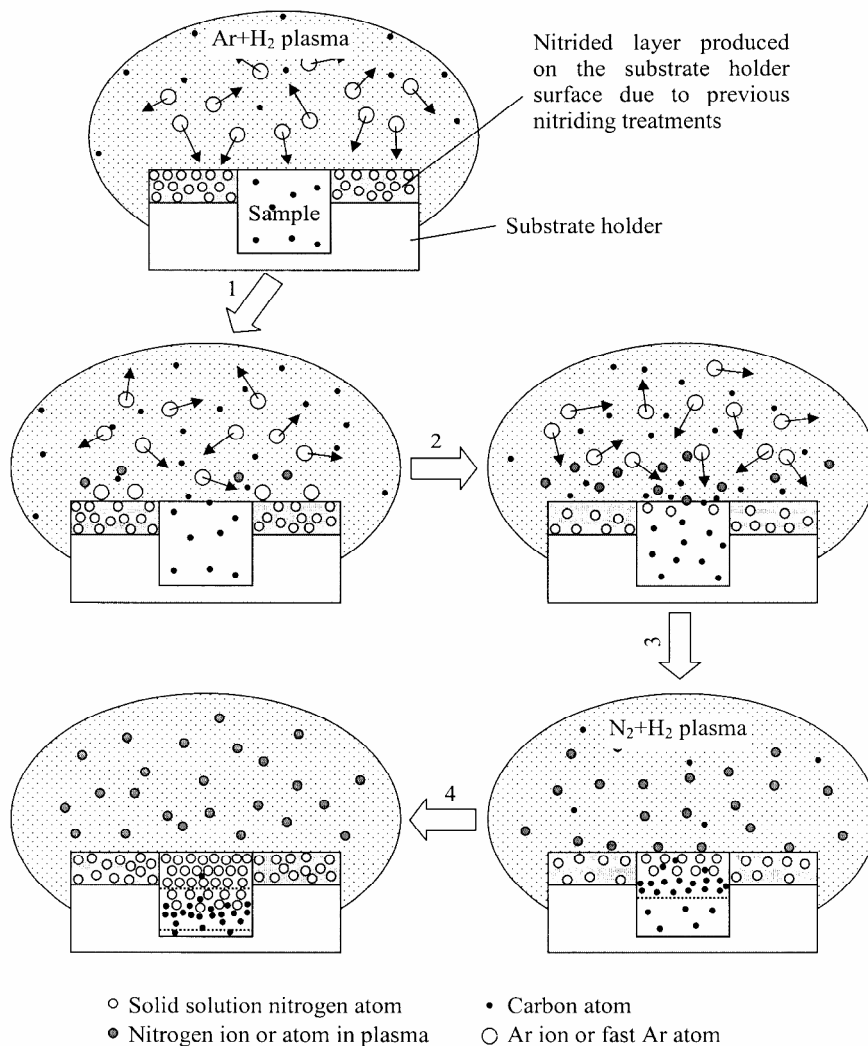 Ar+H₂ plasma
Nitrided layer produced
on the substrate holder
surface due to previous
nitriding treatments
Sample
Substrate holder
1
2
3
N₂+H₂ plasma
4
Solid solution nitrogen atom
Carbon atom
Nitrogen ion or atom in plasma
Ar ion or fast Ar atom